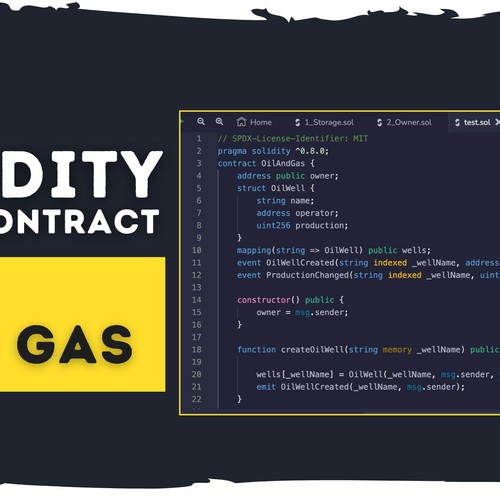 DITY
ONTRACT
GAS
Home 1_Storage.sol 2_Owner.sol test.sol
1 // SPDX-License-Identifier: MIT
2 pragma solidity ^0.8.0;
3 contract OilAndGas {
4 address public owner;
5 struct OilWell {
6 string name;
7 address operator;
8 uint256 production;
9 }
10 mapping(string => OilWell) public wells;
11 event OilWellCreated(string indexed _wellName, address
12 event ProductionChanged(string indexed _wellName, uint
13
14 constructor() public {
15 owner = msg.sender;
16 }
17
18 function createOilWell(string memory _wellName) public
19
20 wells[_wellName] = OilWell(_wellName, msg.sender,
21 emit OilWellCreated(_wellName, msg.sender);
22 }